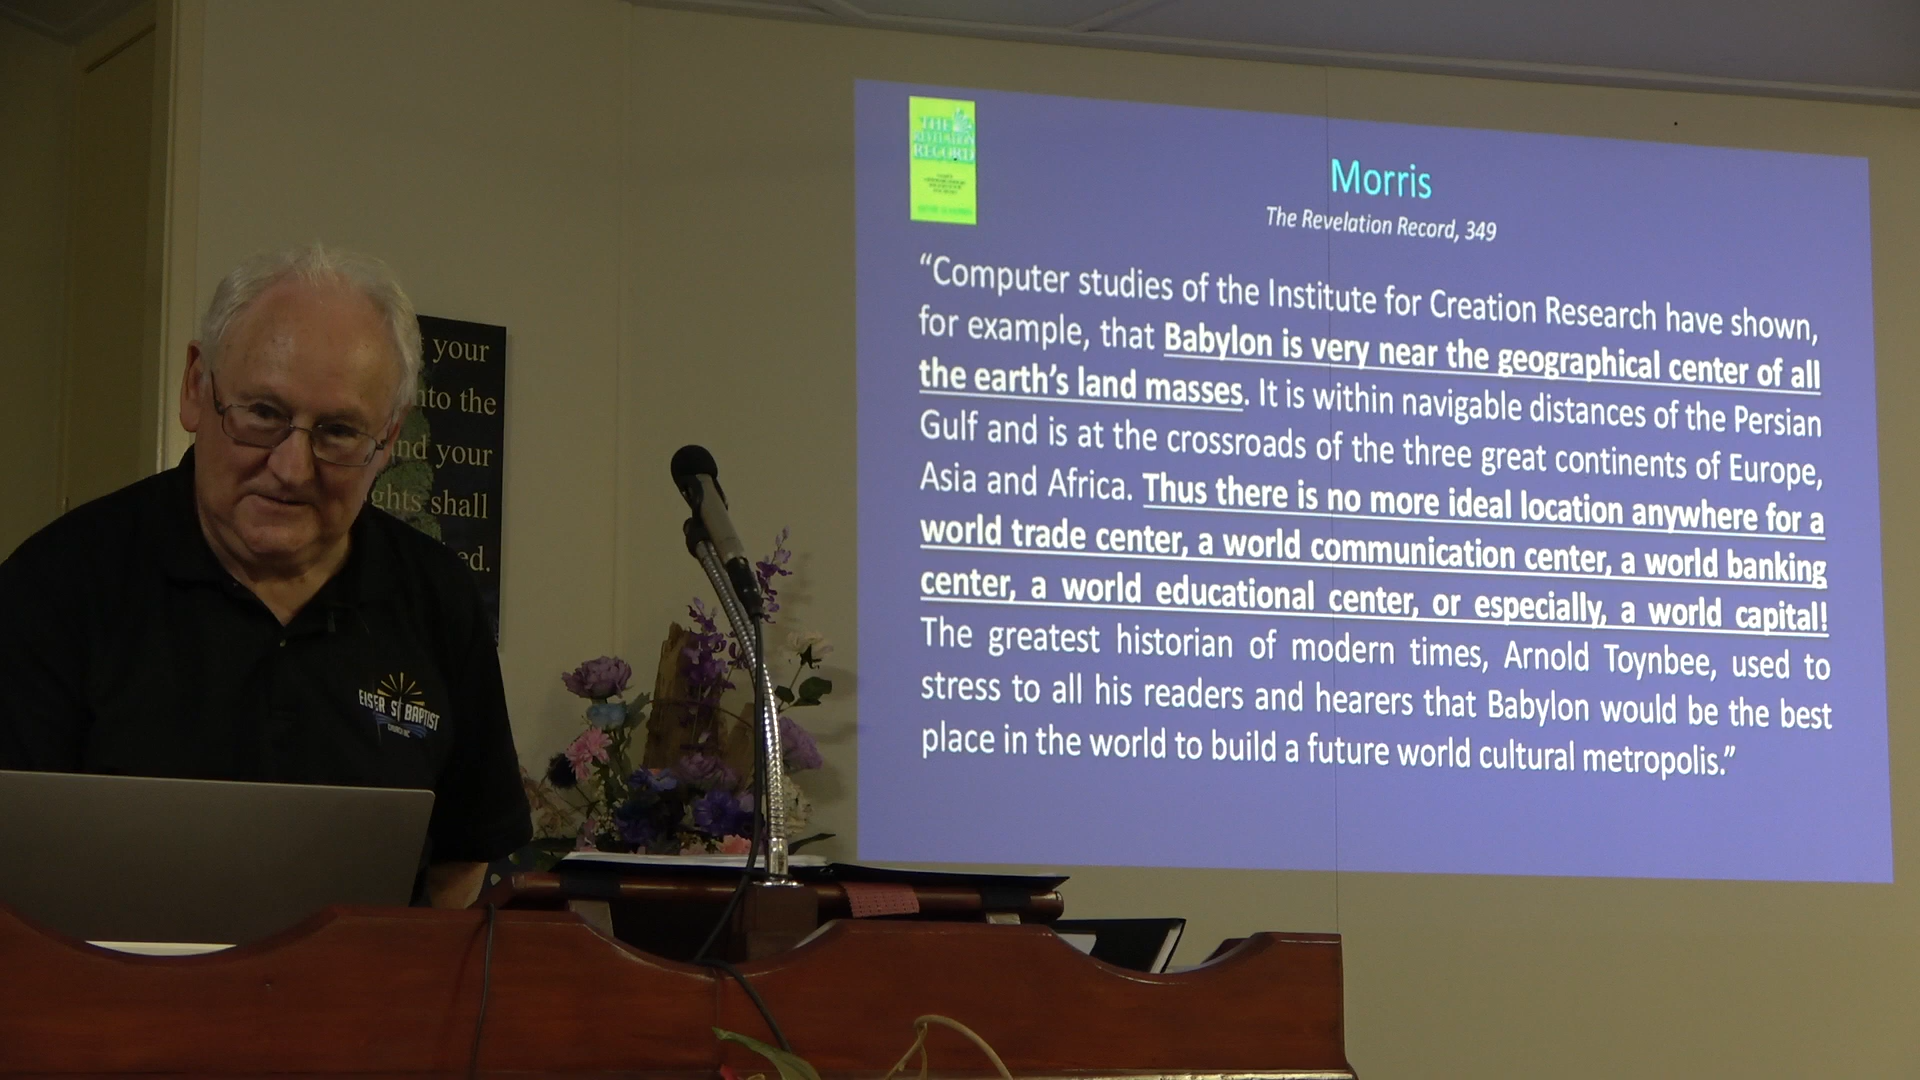 THE
REVELATION
RECORD
Morris
The Revelation Record, 349
“Computer studies of the Institute for Creation Research have shown,
for example, that Babylon is very near the geographical center of all
the earth’s land masses. It is within navigable distances of the Persian
Gulf and is at the crossroads of the three great continents of Europe,
Asia and Africa. Thus there is no more ideal location anywhere for a
world trade center, a world communication center, a world banking
center, a world educational center, or especially, a world capital!
The greatest historian of modern times, Arnold Toynbee, used to
stress to all his readers and hearers that Babylon would be the best
place in the world to build a future world cultural metropolis.”
your
the
your
shall
EISER ST BAPTIST